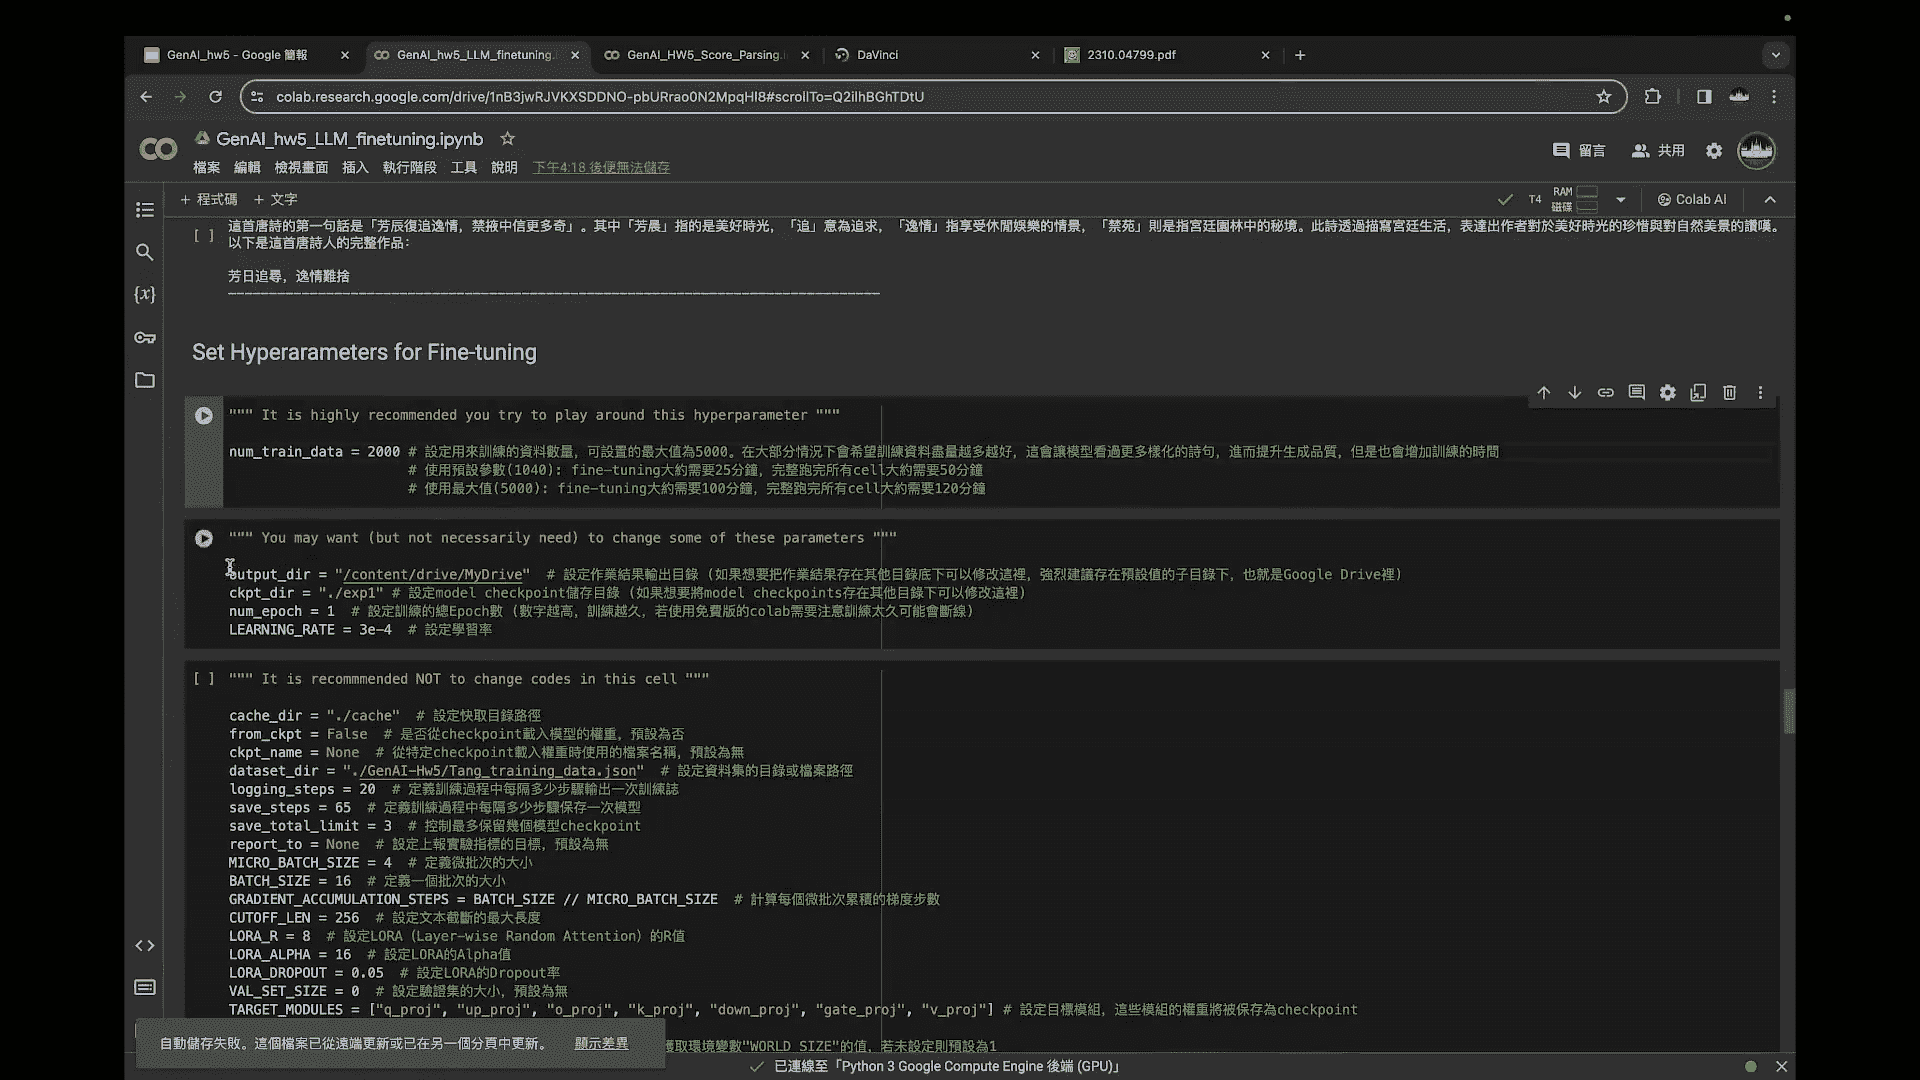 GenAI_hw5 - Google 簡報
GenAI_hw5_LLM_finetuning.
GenAI_HW5_Score_Parsing.i
DaVinci
2310.04799.pdf
colab.research.google.com/drive/1nB3jwRJVKXSDDNO-pbURrao0N2MpqHl8#scrollTo=Q2ilhBGhTDtU
GenAI_hw5_LLM_finetuning.ipynb
留言
共用
檔案 編輯 檢視畫面 插入 執行階段 工具 說明 下午4:18 後便無法儲存
+ 程式碼 + 文字
T4
RAM
磁碟
Colab AI
這首唐詩的第一句話是「芳辰復追逸情，禁掖中信更多奇」。其中「芳晨」指的是美好時光，「追」意為追求，「逸情」指享受休閒娛樂的情景，「禁苑」則是指宮廷園林中的秘境。此詩透過描寫宮廷生活，表達出作者對於美好時光的珍惜與對自然美景的讚嘆。
[ ] 以下是這首唐詩人的完整作品：
芳日追尋，逸情難捨
--------------------------------------------------------------------------------
Set Hyperarameters for Fine-tuning
""" It is highly recommended you try to play around this hyperparameter """
num_train_data = 2000 # 設定用來訓練的資料數量，可設置的最大值為5000。在大部分情況下會希望訓練資料盡量越多越好，這會讓模型看過更多樣化的詩句，進而提升生成品質，但是也會增加訓練的時間
# 使用預設參數(1040): fine-tuning大約需要25分鐘，完整跑完所有cell大約需要50分鐘
# 使用最大值(5000): fine-tuning大約需要100分鐘，完整跑完所有cell大約需要120分鐘
""" You may want (but not necessarily need) to change some of these parameters """
output_dir = "/content/drive/MyDrive"  # 設定作業結果輸出目錄 (如果想要把作業結果存在其他目錄底下可以修改這裡，強烈建議存在預設值的子目錄下，也就是Google Drive裡)
ckpt_dir = "./exp1" # 設定model checkpoint儲存目錄 (如果想要將model checkpoints存在其他目錄下可以修改這裡)
num_epoch = 1  # 設定訓練的總Epoch數 (數字越高，訓練越久，若使用免費版的colab需要注意訓練太久可能會斷線)
LEARNING_RATE = 3e-4  # 設定學習率
[ ] """ It is recommmended NOT to change codes in this cell """
cache_dir = "./cache"  # 設定快取目錄路徑
from_ckpt = False  # 是否從checkpoint載入模型的權重，預設為否
ckpt_name = None  # 從特定checkpoint載入權重時使用的檔案名稱，預設為無
dataset_dir = "./GenAI-Hw5/Tang_training_data.json"  # 設定資料集的目錄或檔案路徑
logging_steps = 20  # 定義訓練過程中每隔多少步驟輸出一次訓練誌
save_steps = 65  # 定義訓練過程中每隔多少步驟保存一次模型
save_total_limit = 3  # 控制最多保留幾個模型checkpoint
report_to = None  # 設定上報實驗指標的目標，預設為無
MICRO_BATCH_SIZE = 4  # 定義微批次的大小
BATCH_SIZE = 16  # 定義一個批次的大小
GRADIENT_ACCUMULATION_STEPS = BATCH_SIZE // MICRO_BATCH_SIZE  # 計算每個微批次累積的梯度步數
CUTOFF_LEN = 256  # 設定文本截斷的最大長度
LORA_R = 8  # 設定LORA（Layer-wise Random Attention）的R值
LORA_ALPHA = 16  # 設定LORA的Alpha值
LORA_DROPOUT = 0.05  # 設定LORA的Dropout率
VAL_SET_SIZE = 0  # 設定驗證集的大小，預設為無
TARGET_MODULES = ["q_proj", "up_proj", "o_proj", "k_proj", "down_proj", "gate_proj", "v_proj"] # 設定目標模組，這些模組的權重將被保存為checkpoint
獲取環境變數"WORLD_SIZE"的值，若未設定則預設為1
自動儲存失敗。這個檔案已從遠端更新或已在另一個分頁中更新。 顯示差異
已連線至「Python 3 Google Compute Engine 後端 (GPU)」